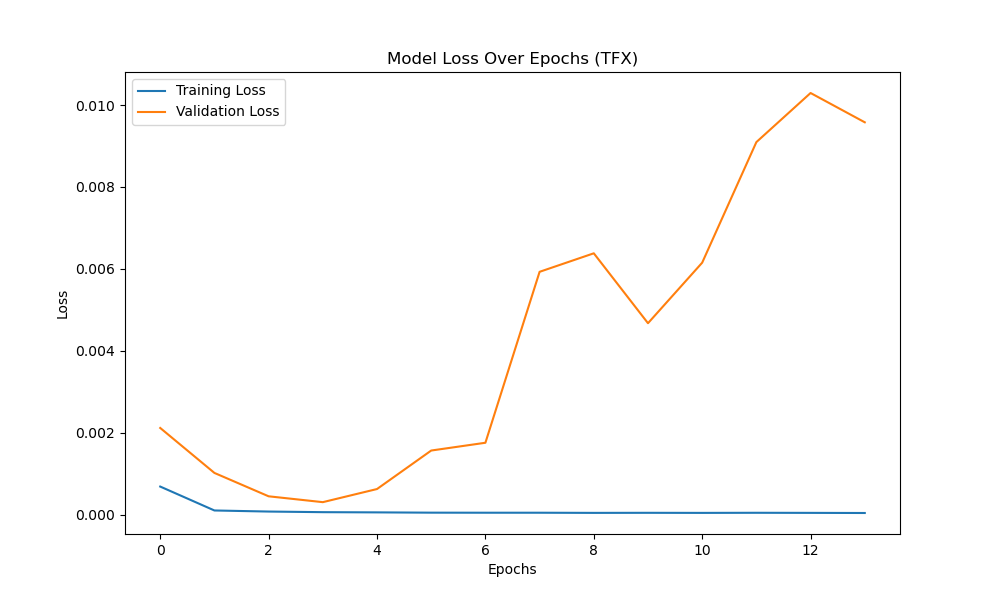 Model Loss Over Epochs (TFX)
Training Loss
Validation Loss
0.010
0.008
0.006
0.004
0.002
0.000
Loss
0 2 4 6 8 10 12
Epochs